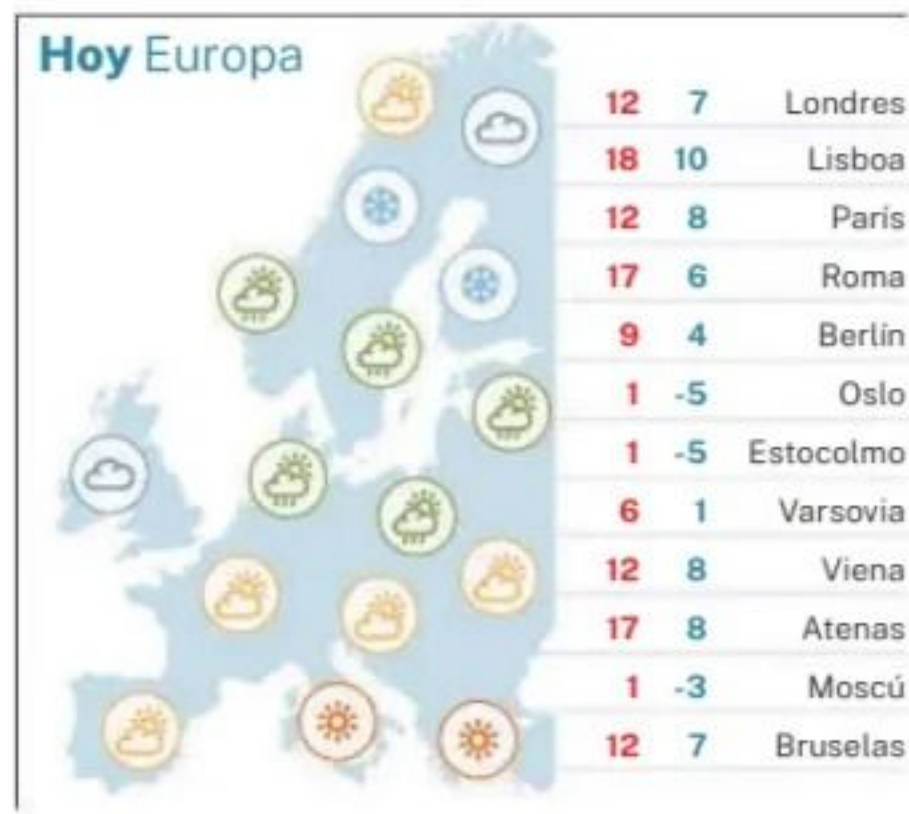 Hoy Europa
12 7 Londres
18 10 Lisboa
12 8 París
17 6 Roma
9 4 Berlín
1 -5 Oslo
1 -5 Estocolmo
6 1 Varsovia
12 8 Viena
17 8 Atenas
1 -3 Moscú
12 7 Bruselas